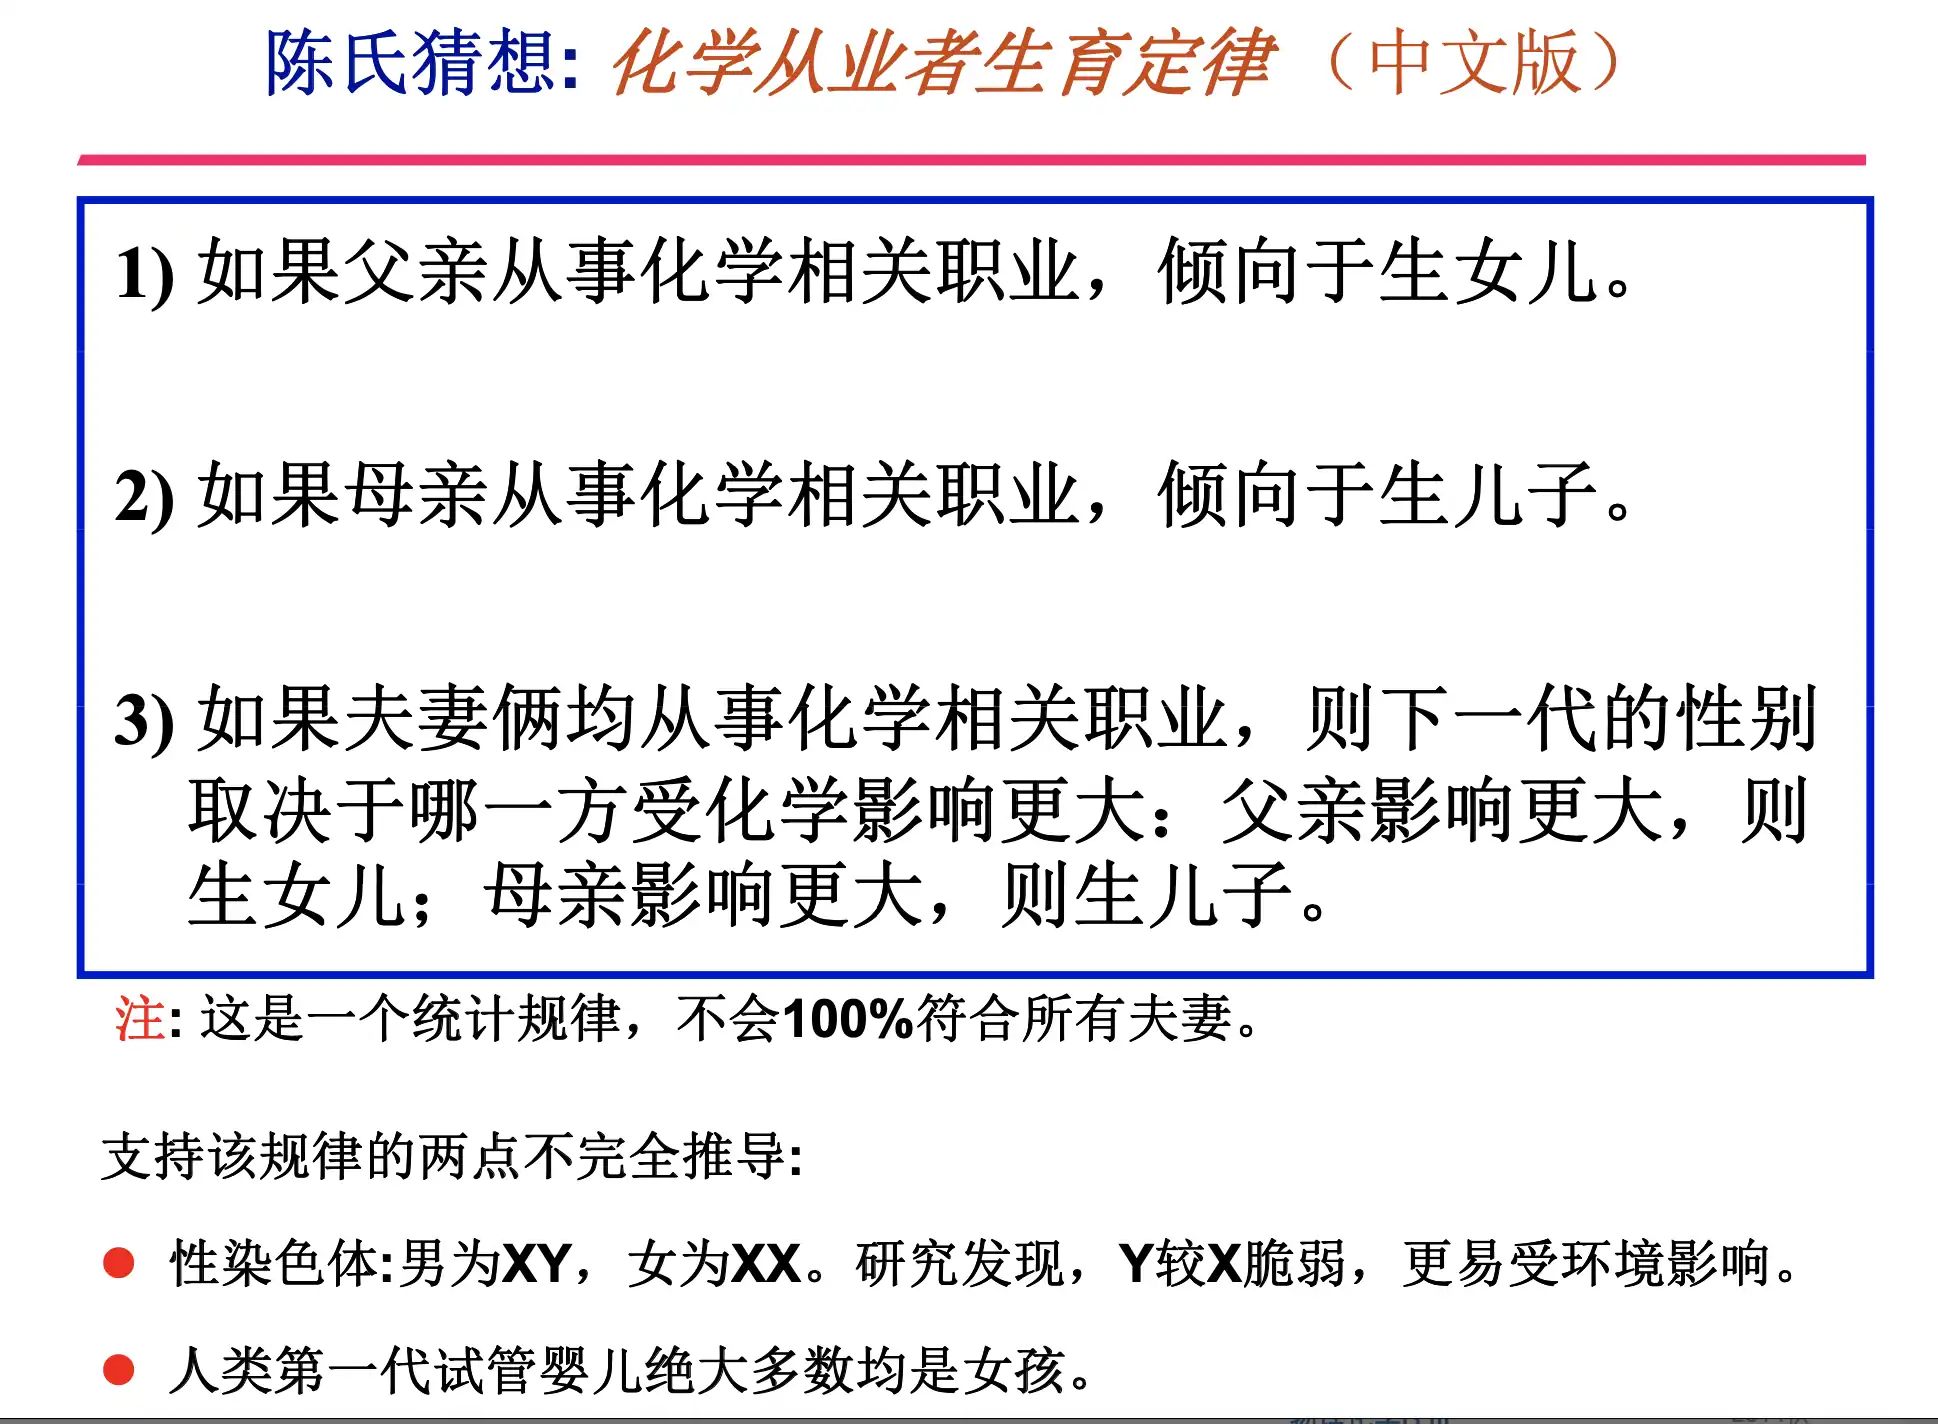 陈氏猜想: 化学从业者生育定律（中文版）
1) 如果父亲从事化学相关职业，倾向于生女儿。
2) 如果母亲从事化学相关职业，倾向于生儿子。
3) 如果夫妻俩均从事化学相关职业，则下一代的性别
取决于哪一方受化学影响更大：父亲影响更大，则
生女儿；母亲影响更大，则生儿子。
注: 这是一个统计规律，不会100%符合所有夫妻。
支持该规律的两点不完全推导:
● 性染色体:男为XY，女为XX。研究发现，Y较X脆弱，更易受环境影响。
● 人类第一代试管婴儿绝大多数均是女孩。